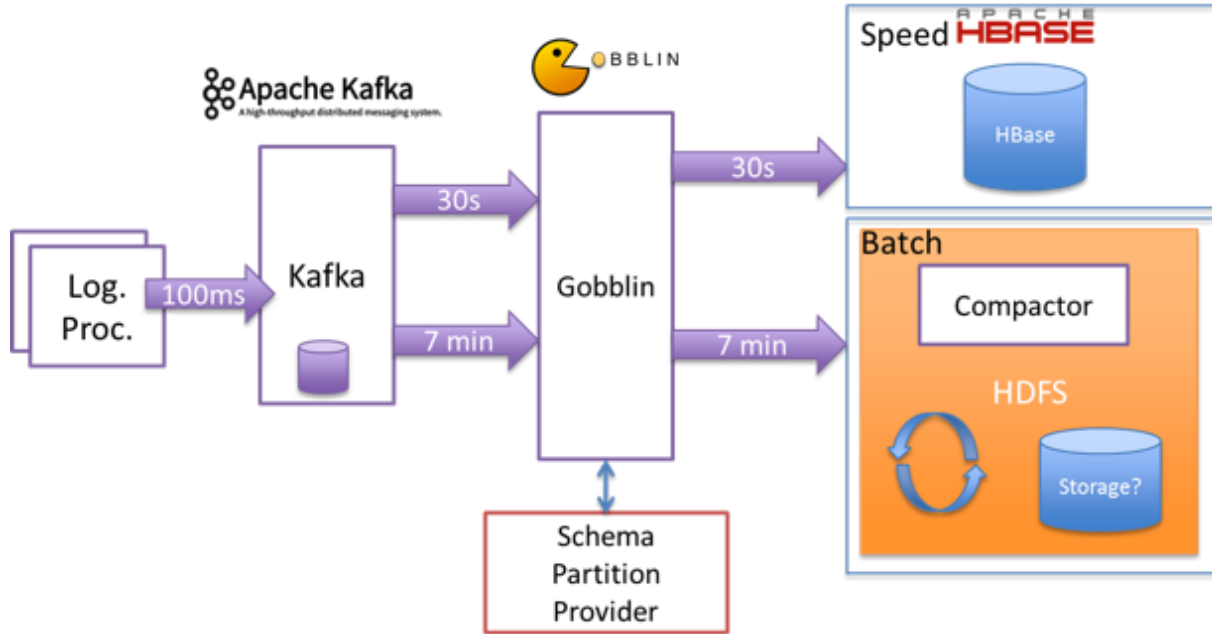 APACHE
Speed HBASE
HBase
OBBLIN
Apache Kafka
A high-throughput distributed messaging system.
Log.
Proc.
100ms
Kafka
30s
7 min
Gobblin
30s
7 min
Batch
Compactor
HDFS
Storage?
Schema
Partition
Provider